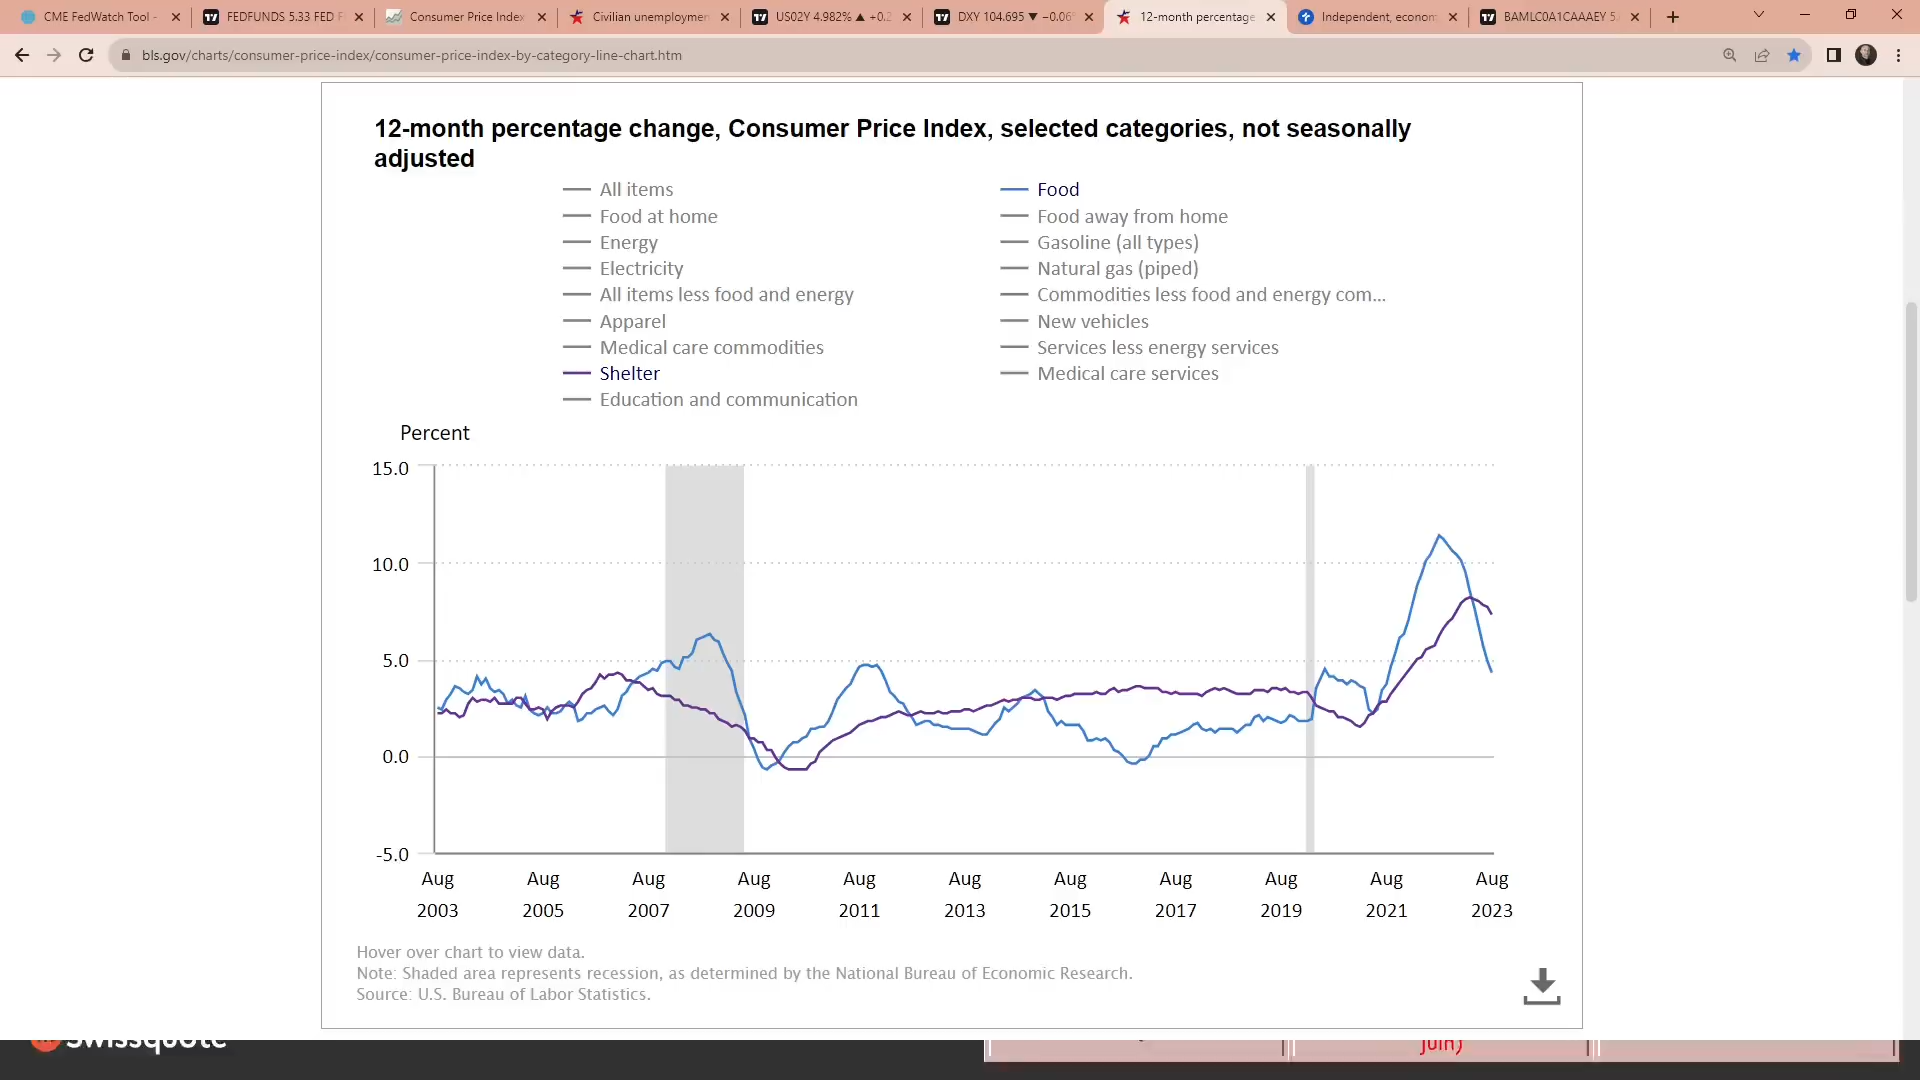 CME FedWatch Tool -
FEDFUNDS 5.33 FED F
Consumer Price Index
Civilian unemploymen
US02Y 4.982% ▲ +0.2
DXY 104.695 ▼ −0.06
12-month percentage
Independent, econom
BAMLC0A1CAAAEY 5.
bls.gov/charts/consumer-price-index/consumer-price-index-by-category-line-chart.htm
12-month percentage change, Consumer Price Index, selected categories, not seasonally
adjusted
All items
Food
Food at home
Food away from home
Energy
Gasoline (all types)
Electricity
Natural gas (piped)
All items less food and energy
Commodities less food and energy com...
Apparel
New vehicles
Medical care commodities
Services less energy services
Shelter
Medical care services
Education and communication
Percent
15.0
10.0
5.0
0.0
-5.0
Aug Aug Aug Aug Aug Aug Aug Aug Aug Aug Aug
2003 2005 2007 2009 2011 2013 2015 2017 2019 2021 2023
Hover over chart to view data.
Note: Shaded area represents recession, as determined by the National Bureau of Economic Research.
Source: U.S. Bureau of Labor Statistics.
Swissquote